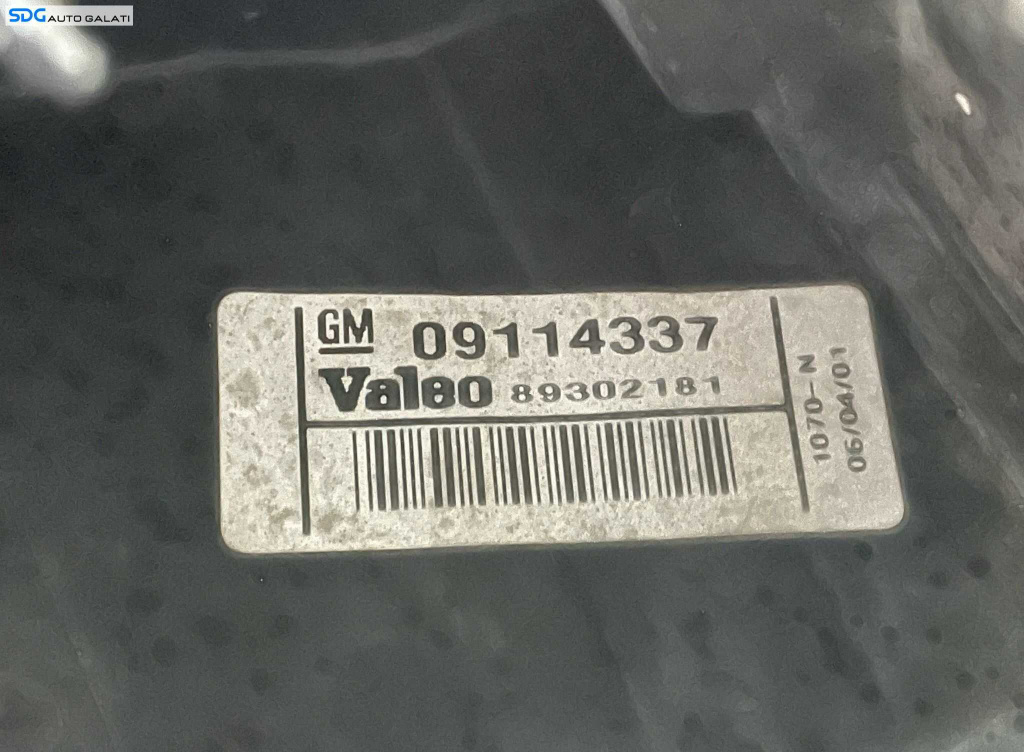 SDG AUTO GALATI
GM 09114337
Valeo 89302181
1070-N
06/04/01